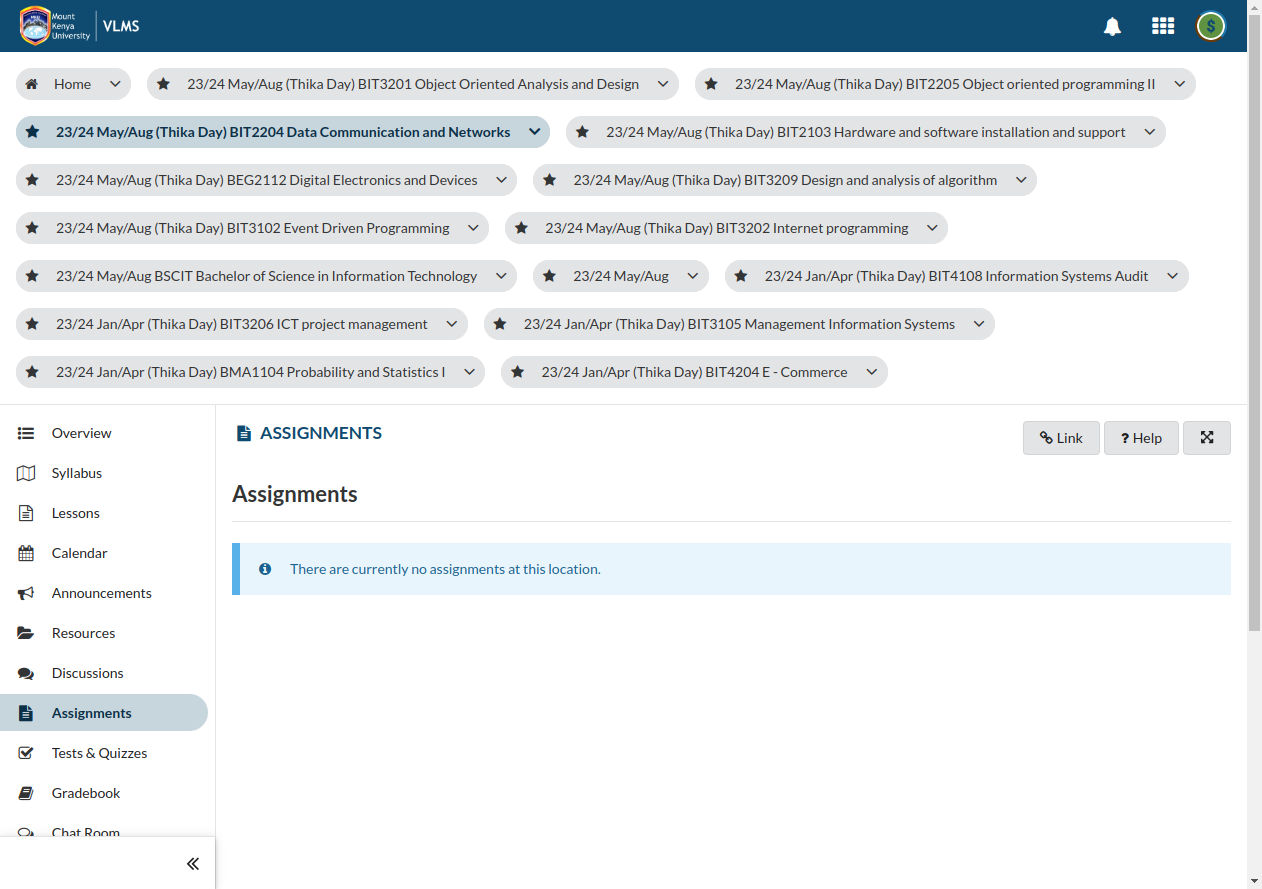 Mount
Kenya
University
VLMS
Home
23/24 May/Aug (Thika Day) BIT3201 Object Oriented Analysis and Design
23/24 May/Aug (Thika Day) BIT2205 Object oriented programming II
23/24 May/Aug (Thika Day) BIT2204 Data Communication and Networks
23/24 May/Aug (Thika Day) BIT2103 Hardware and software installation and support
23/24 May/Aug (Thika Day) BEG2112 Digital Electronics and Devices
23/24 May/Aug (Thika Day) BIT3209 Design and analysis of algorithm
23/24 May/Aug (Thika Day) BIT3102 Event Driven Programming
23/24 May/Aug (Thika Day) BIT3202 Internet programming
23/24 May/Aug BSCIT Bachelor of Science in Information Technology
23/24 May/Aug
23/24 Jan/Apr (Thika Day) BIT4108 Information Systems Audit
23/24 Jan/Apr (Thika Day) BIT3206 ICT project management
23/24 Jan/Apr (Thika Day) BIT3105 Management Information Systems
23/24 Jan/Apr (Thika Day) BMA1104 Probability and Statistics I
23/24 Jan/Apr (Thika Day) BIT4204 E - Commerce
Overview
Syllabus
Lessons
Calendar
Announcements
Resources
Discussions
Assignments
Tests & Quizzes
Gradebook
Chat Room
ASSIGNMENTS
Link
? Help
Assignments
There are currently no assignments at this location.